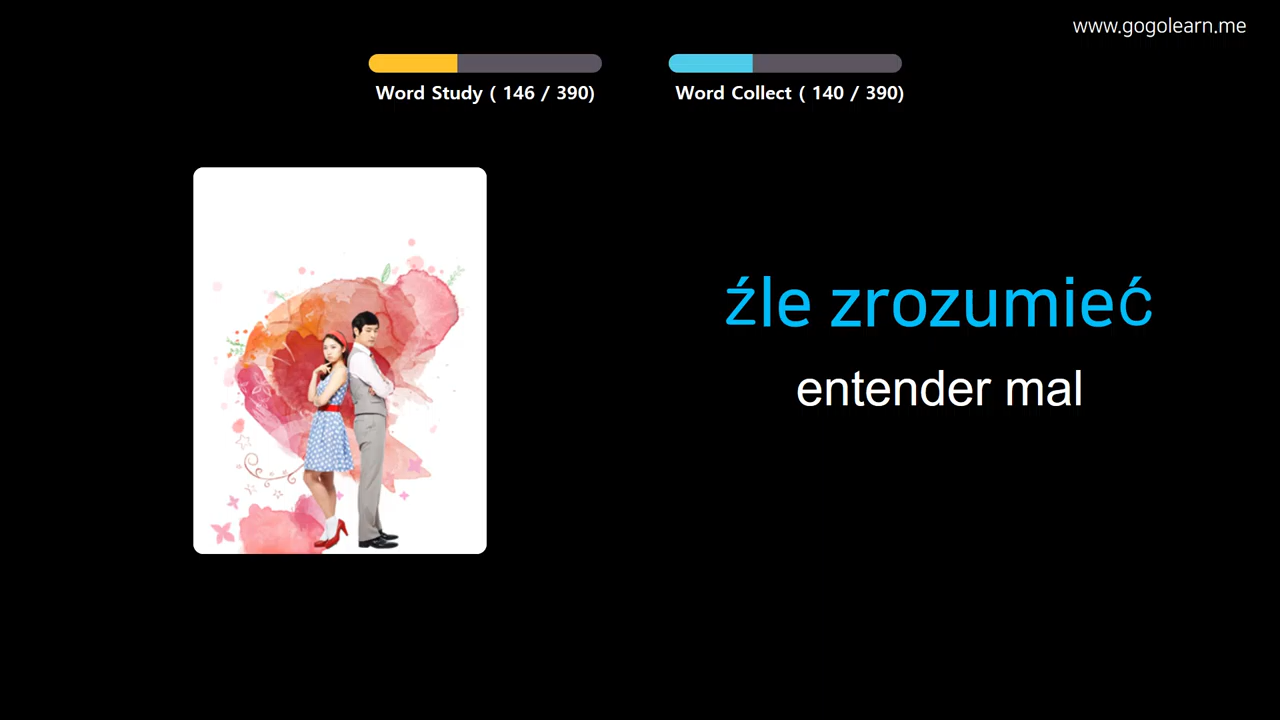 www.gogolearn.me
Word Study ( 146 / 390)
Word Collect ( 140 / 390)
źle zrozumieć
entender mal